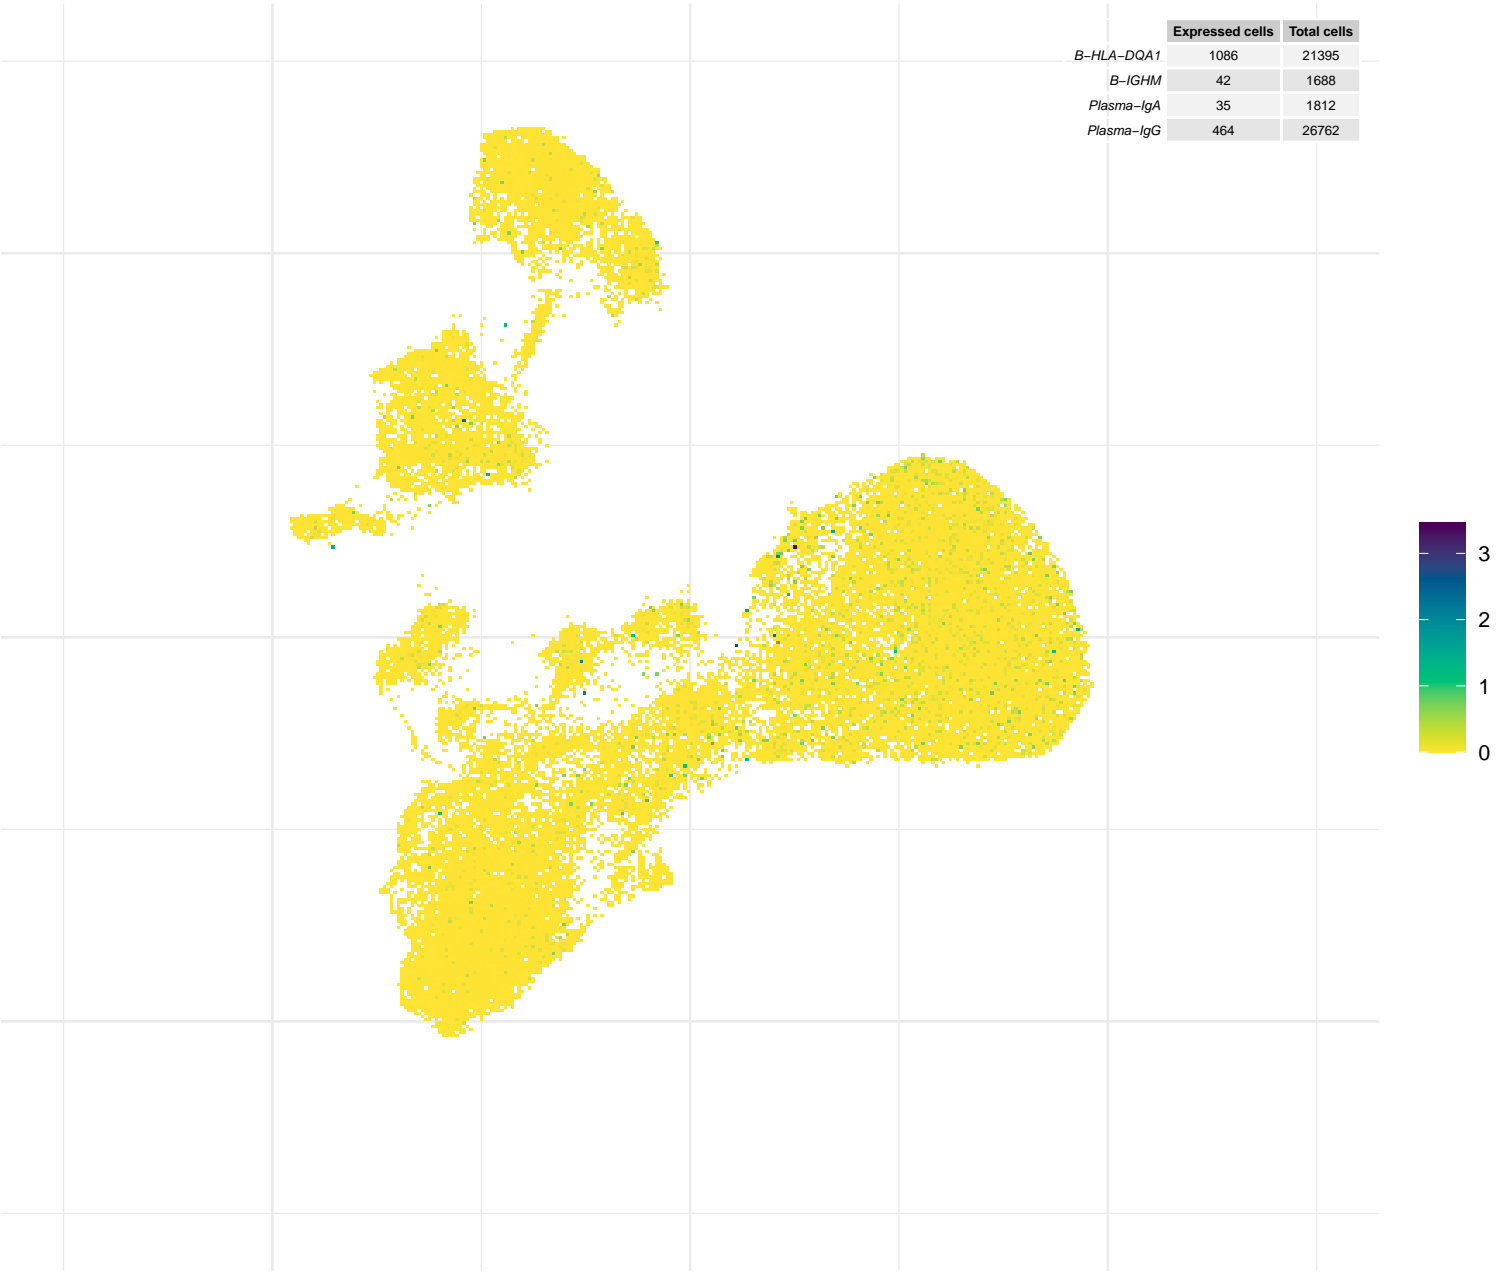 Expressed cells Total cells
B−HLA−DQA1 1086 21395
B−IGHM 42 1688
Plasma−IgA 35 1812
Plasma−IgG 464 26762
3
2
1
0